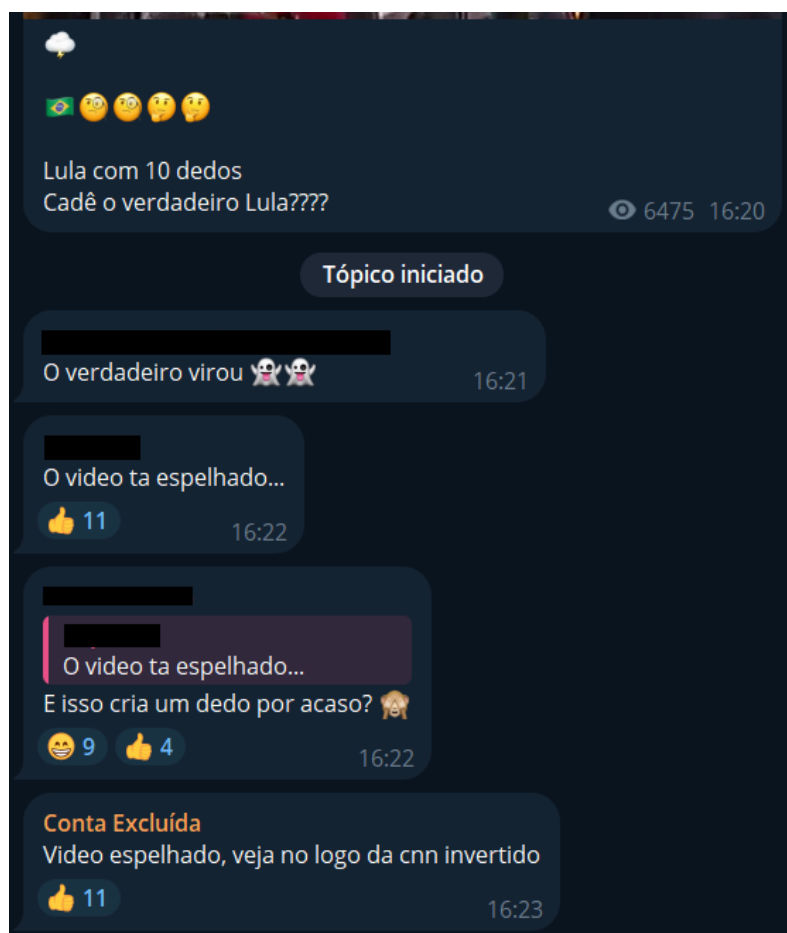 🌩️
🇧🇷🧐🧐🤔🤔
Lula com 10 dedos
Cadê o verdadeiro Lula????
6475 16:20
Tópico iniciado
O verdadeiro virou 👻👻
16:21
O video ta espelhado...
👍 11
16:22
O video ta espelhado...
E isso cria um dedo por acaso? 🙈
😁 9 👍 4
16:22
Conta Excluída
Video espelhado, veja no logo da cnn invertido
👍 11
16:23